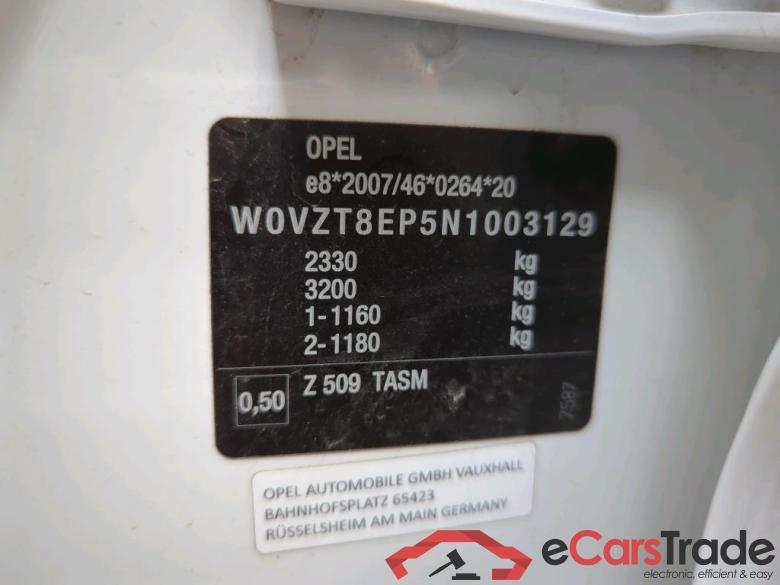 OPEL
e8*2007/46*0264*20
W0VZT8EP5N1003129
2330 kg
3200 kg
1-1160 kg
2-1180 kg
0,50 Z 509 TASM
7587
OPEL AUTOMOBILE GMBH VAUXHALL
BAHNHOFSPLATZ 65423
RÜSSELSHEIM AM MAIN GERMANY
eCarsTrade
electronic, efficient & easy